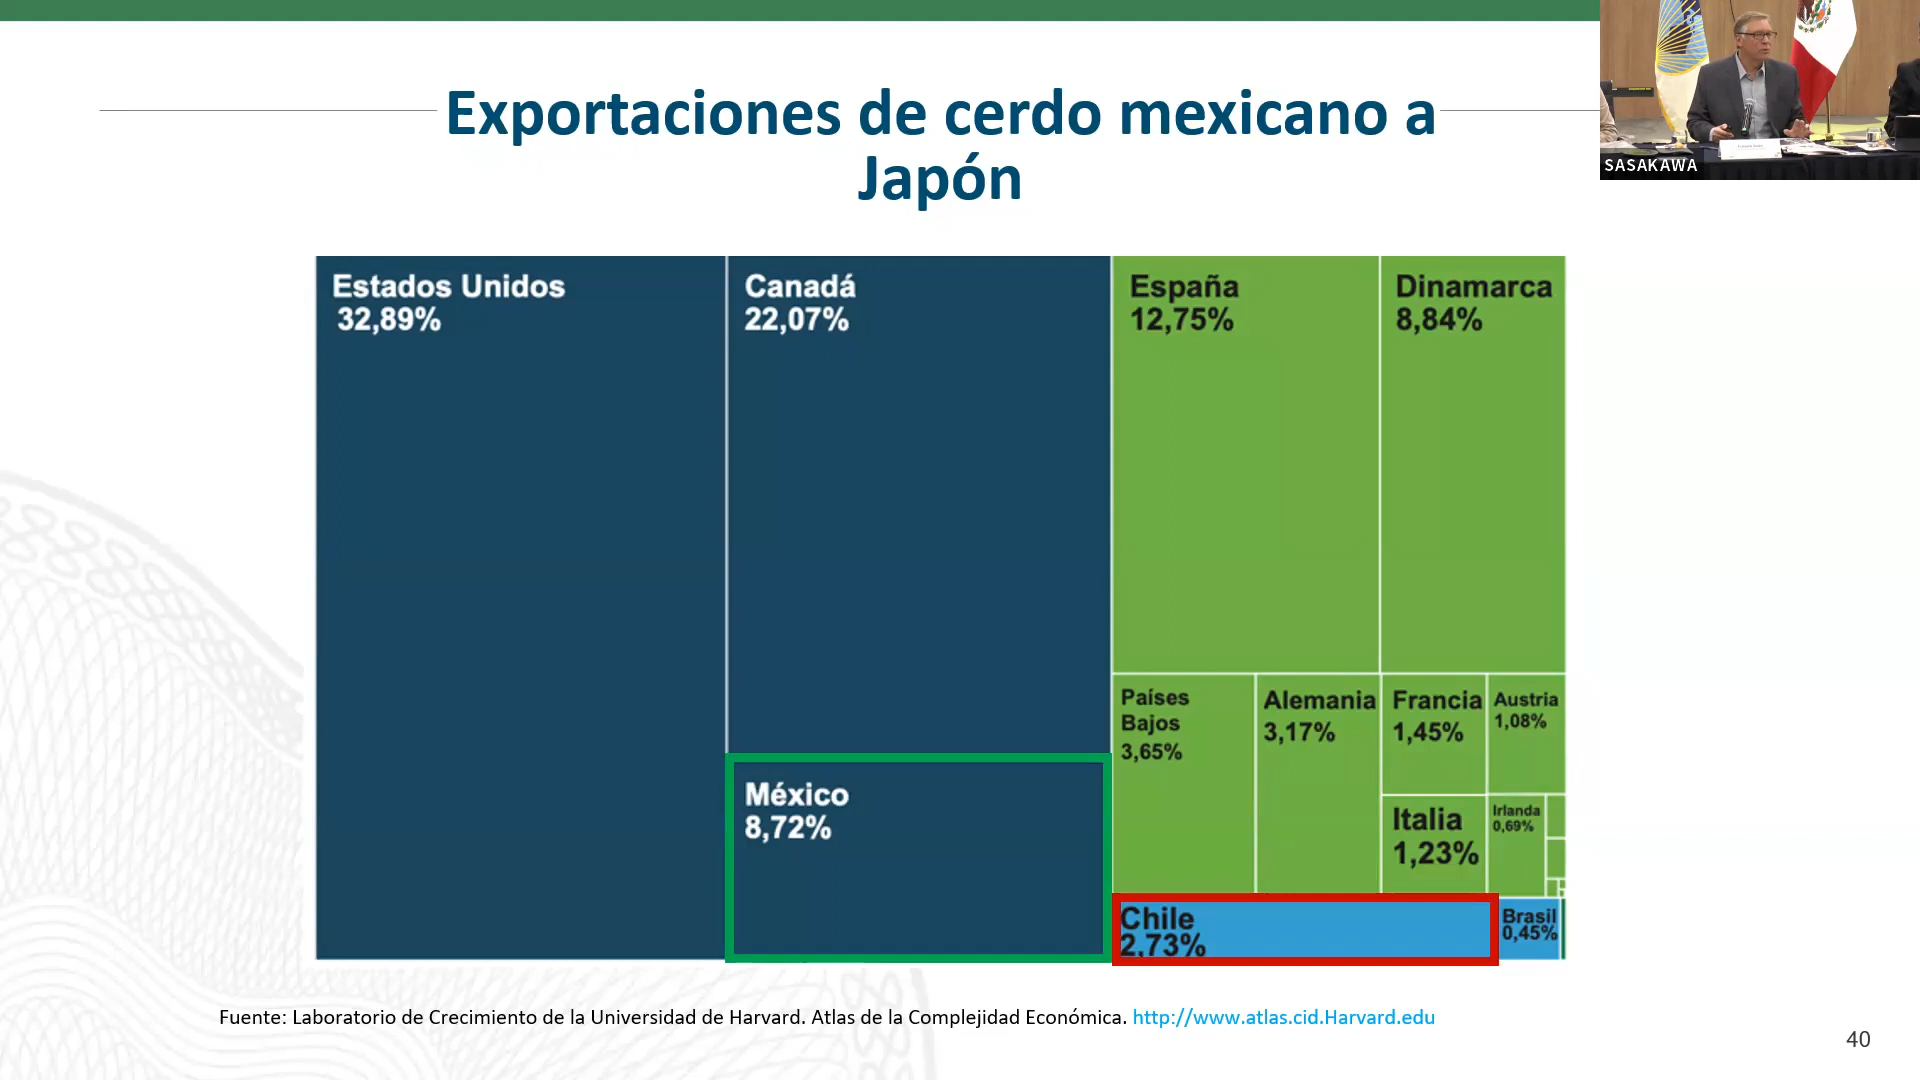 Exportaciones de cerdo mexicano a
Japón
SASAKAWA
Estados Unidos
32,89%
Canadá
22,07%
España
12,75%
Dinamarca
8,84%
México
8,72%
Países
Bajos
3,65%
Alemania
3,17%
Francia
1,45%
Austria
1,08%
Italia
1,23%
Irlanda
0,69%
Chile
2,73%
Brasil
0,45%
Fuente: Laboratorio de Crecimiento de la Universidad de Harvard. Atlas de la Complejidad Económica. http://www.atlas.cid.Harvard.edu
40